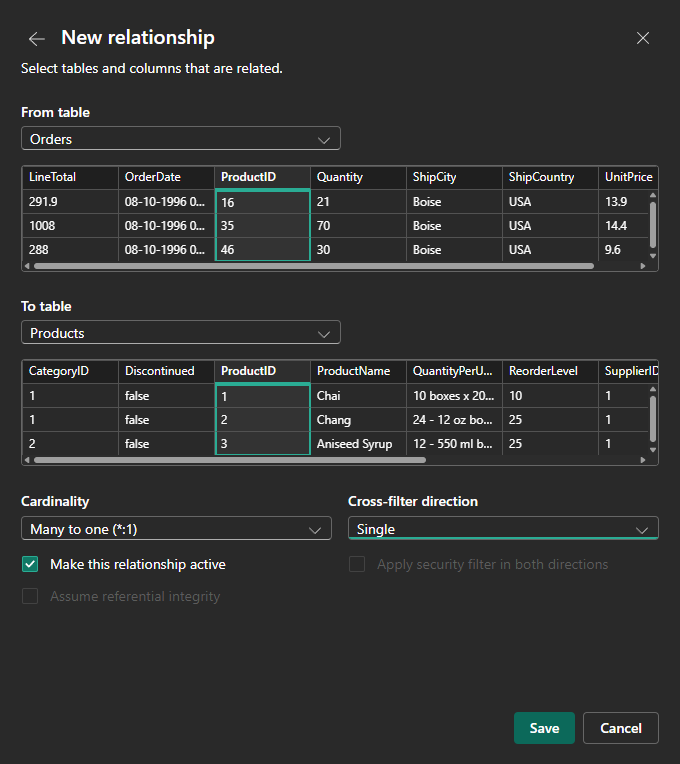 New relationship
Select tables and columns that are related.
From table
Orders
LineTotal OrderDate ProductID Quantity ShipCity ShipCountry UnitPrice
291.9 08-10-1996 0... 16 21 Boise USA 13.9
1008 08-10-1996 0... 35 70 Boise USA 14.4
288 08-10-1996 0... 46 30 Boise USA 9.6
To table
Products
CategoryID Discontinued ProductID ProductName QuantityPerU... ReorderLevel SupplierID
1 false 1 Chai 10 boxes x 20... 10 1
1 false 2 Chang 24 - 12 oz bo... 25 1
2 false 3 Aniseed Syrup 12 - 550 ml b... 25 1
Cardinality Cross-filter direction
Many to one (*:1) Single
Make this relationship active Apply security filter in both directions
Assume referential integrity
Save Cancel